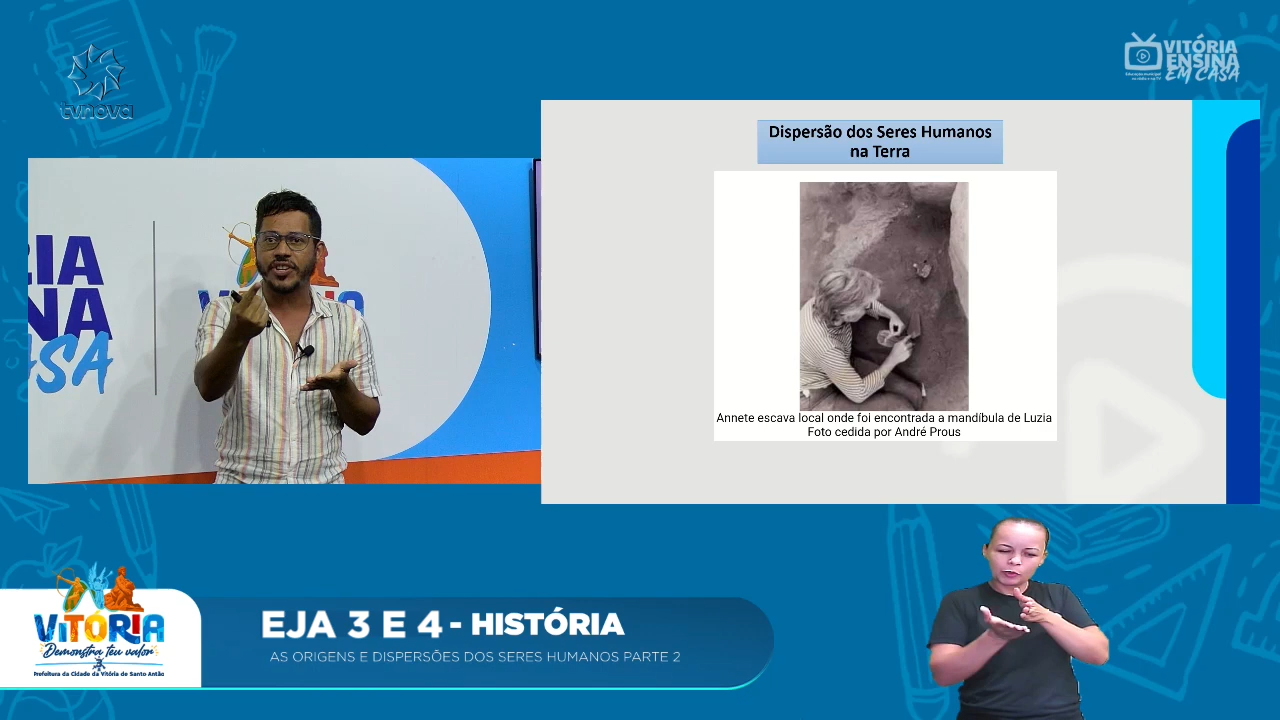 tvnova
VITÓRIA
ENSINA
EM CASA
Dispersão dos Seres Humanos
na Terra
Annete escava local onde foi encontrada a mandíbula de Luzia
Foto cedida por André Prous
VITÓRIA
Demonstra teu valor
Prefeitura da Cidade da Vitória de Santo Antão
EJA 3 E 4 - HISTÓRIA
AS ORIGENS E DISPERSÕES DOS SERES HUMANOS PARTE 2